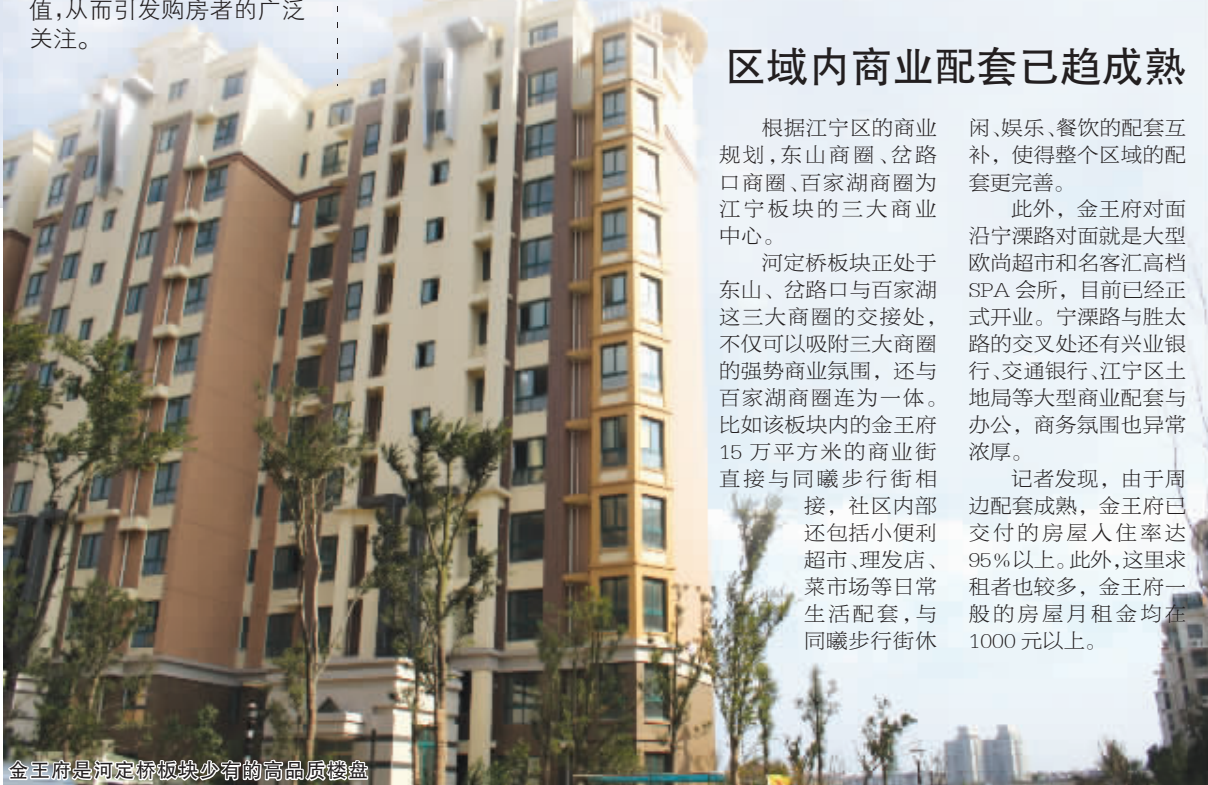 值,从而引发购房者的广泛
关注。
区域内商业配套已趋成熟
根据江宁区的商业
规划,东山商圈、岔路
口商圈、百家湖商圈为
江宁板块的三大商业
中心。
河定桥板块正处于
东山、岔路口与百家湖
这三大商圈的交接处,
不仅可以吸附三大商圈
的强势商业氛围,还与
百家湖商圈连为一体。
比如该板块内的金王府
15 万平方米的商业街
直接与同曦步行街相
接,社区内部
还包括小便利
超市、理发店、
菜市场等日常
生活配套,与
同曦步行街休
闲、娱乐、餐饮的配套互
补,使得整个区域的配
套更完善。
此外,金王府对面
沿宁溧路对面就是大型
欧尚超市和名客汇高档
SPA 会所,目前已经正
式开业。宁溧路与胜太
路的交叉处还有兴业银
行、交通银行、江宁区土
地局等大型商业配套与
办公,商务氛围也异常
浓厚。
记者发现,由于周
边配套成熟,金王府已
交付的房屋入住率达
95%以上。此外,这里求
租者也较多,金王府一
般的房屋月租金均在
1000 元以上。
金王府是河定桥板块少有的高品质楼盘